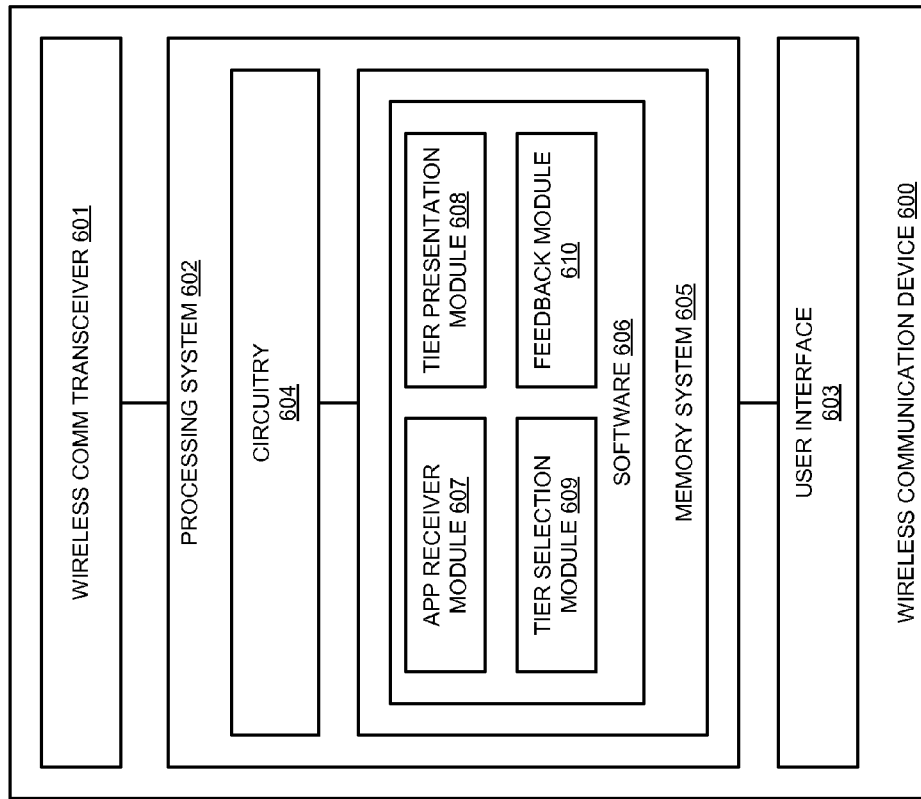 WIRELESS COMM TRANSCEIVER 601
PROCESSING SYSTEM 602
CIRCUITRY
604
APP RECEIVER
MODULE 607
TIER PRESENTATION
MODULE 608
TIER SELECTION
MODULE 609
FEEDBACK MODULE
610
SOFTWARE 606
MEMORY SYSTEM 605
USER INTERFACE
603
WIRELESS COMMUNICATION DEVICE 600